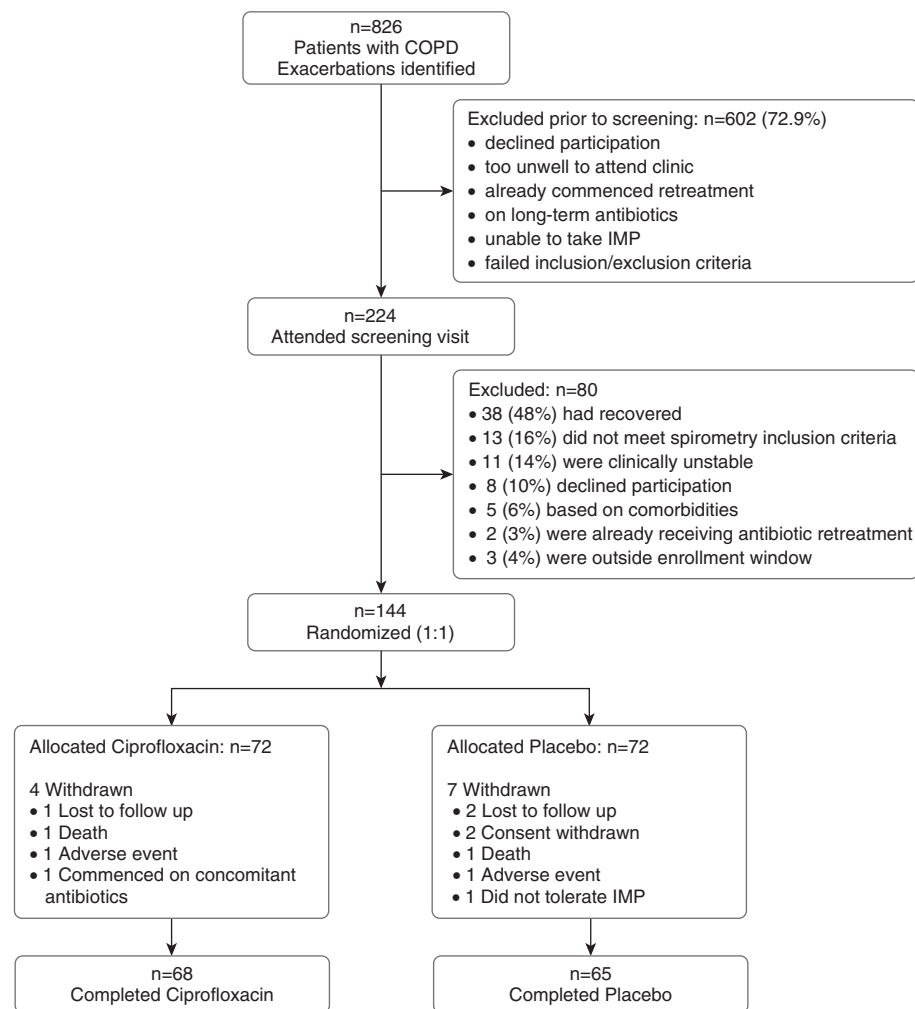 n=826
Patients with COPD
Exacerbations identified
Excluded prior to screening: n=602 (72.9%)
• declined participation
• too unwell to attend clinic
• already commenced retreatment
• on long-term antibiotics
• unable to take IMP
• failed inclusion/exclusion criteria
n=224
Attended screening visit
Excluded: n=80
• 38 (48%) had recovered
• 13 (16%) did not meet spirometry inclusion criteria
• 11 (14%) were clinically unstable
• 8 (10%) declined participation
• 5 (6%) based on comorbidities
• 2 (3%) were already receiving antibiotic retreatment
• 3 (4%) were outside enrollment window
n=144
Randomized (1:1)
Allocated Ciprofloxacin: n=72
4 Withdrawn
• 1 Lost to follow up
• 1 Death
• 1 Adverse event
• 1 Commenced on concomitant
antibiotics
Allocated Placebo: n=72
7 Withdrawn
• 2 Lost to follow up
• 2 Consent withdrawn
• 1 Death
• 1 Adverse event
• 1 Did not tolerate IMP
n=68
Completed Ciprofloxacin
n=65
Completed Placebo